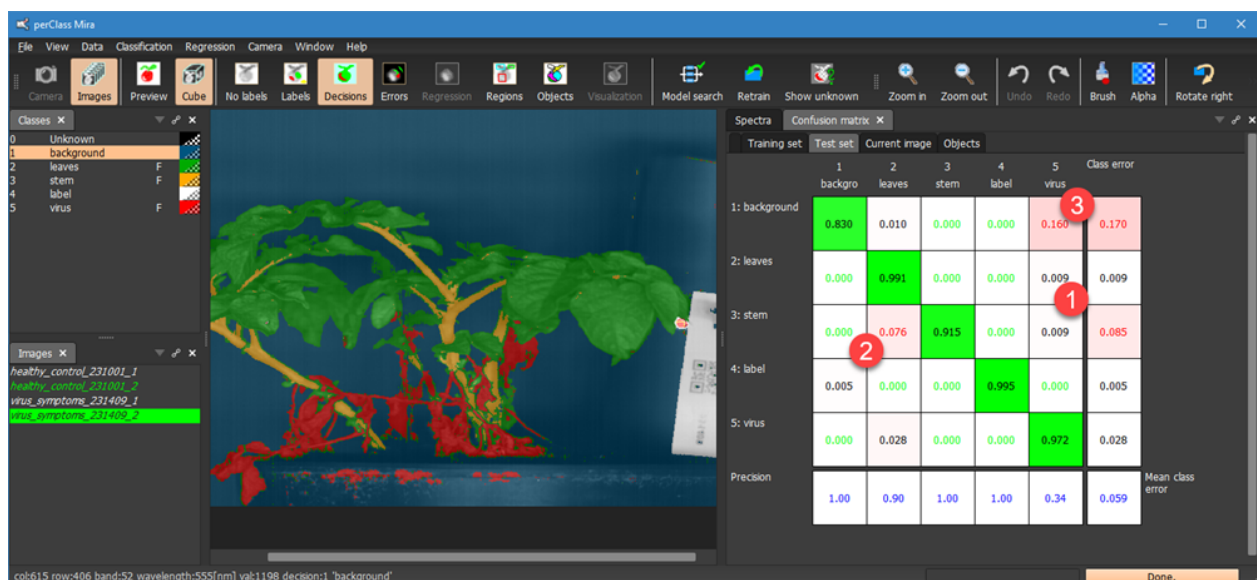 perClass Mira
File View Data Classification Regression Camera Window Help
Camera Images Preview Cube No labels Labels Decisions Errors Regression Regions Objects Visualization Model search Retrain Show unknown Zoom in Zoom out Undo Redo Brush Alpha Rotate right
Classes
0 Unknown
1 background
2 leaves F
3 stem F
4 label
5 virus F
Images
healthy_control_231001_1
healthy_control_231001_2
virus_symptoms_231409_1
virus_symptoms_231409_2
Spectra Confusion matrix
Training set Test set Current image Objects
1 2 3 4 5 Class error
backgro leaves stem label virus
3
1: background 0.830 0.010 0.000 0.000 0.160 0.170
2: leaves 0.000 0.991 0.000 0.000 0.009 0.009
1
3: stem 0.000 0.076 0.915 0.000 0.009 0.085
2
4: label 0.005 0.000 0.000 0.995 0.000 0.005
5: virus 0.000 0.028 0.000 0.000 0.972 0.028
Precision 1.00 0.90 1.00 1.00 0.34 0.059 Mean class
error
col:615 row:406 band:52 wavelength:555[nm] val:1198 decision:1 'background'
Done.